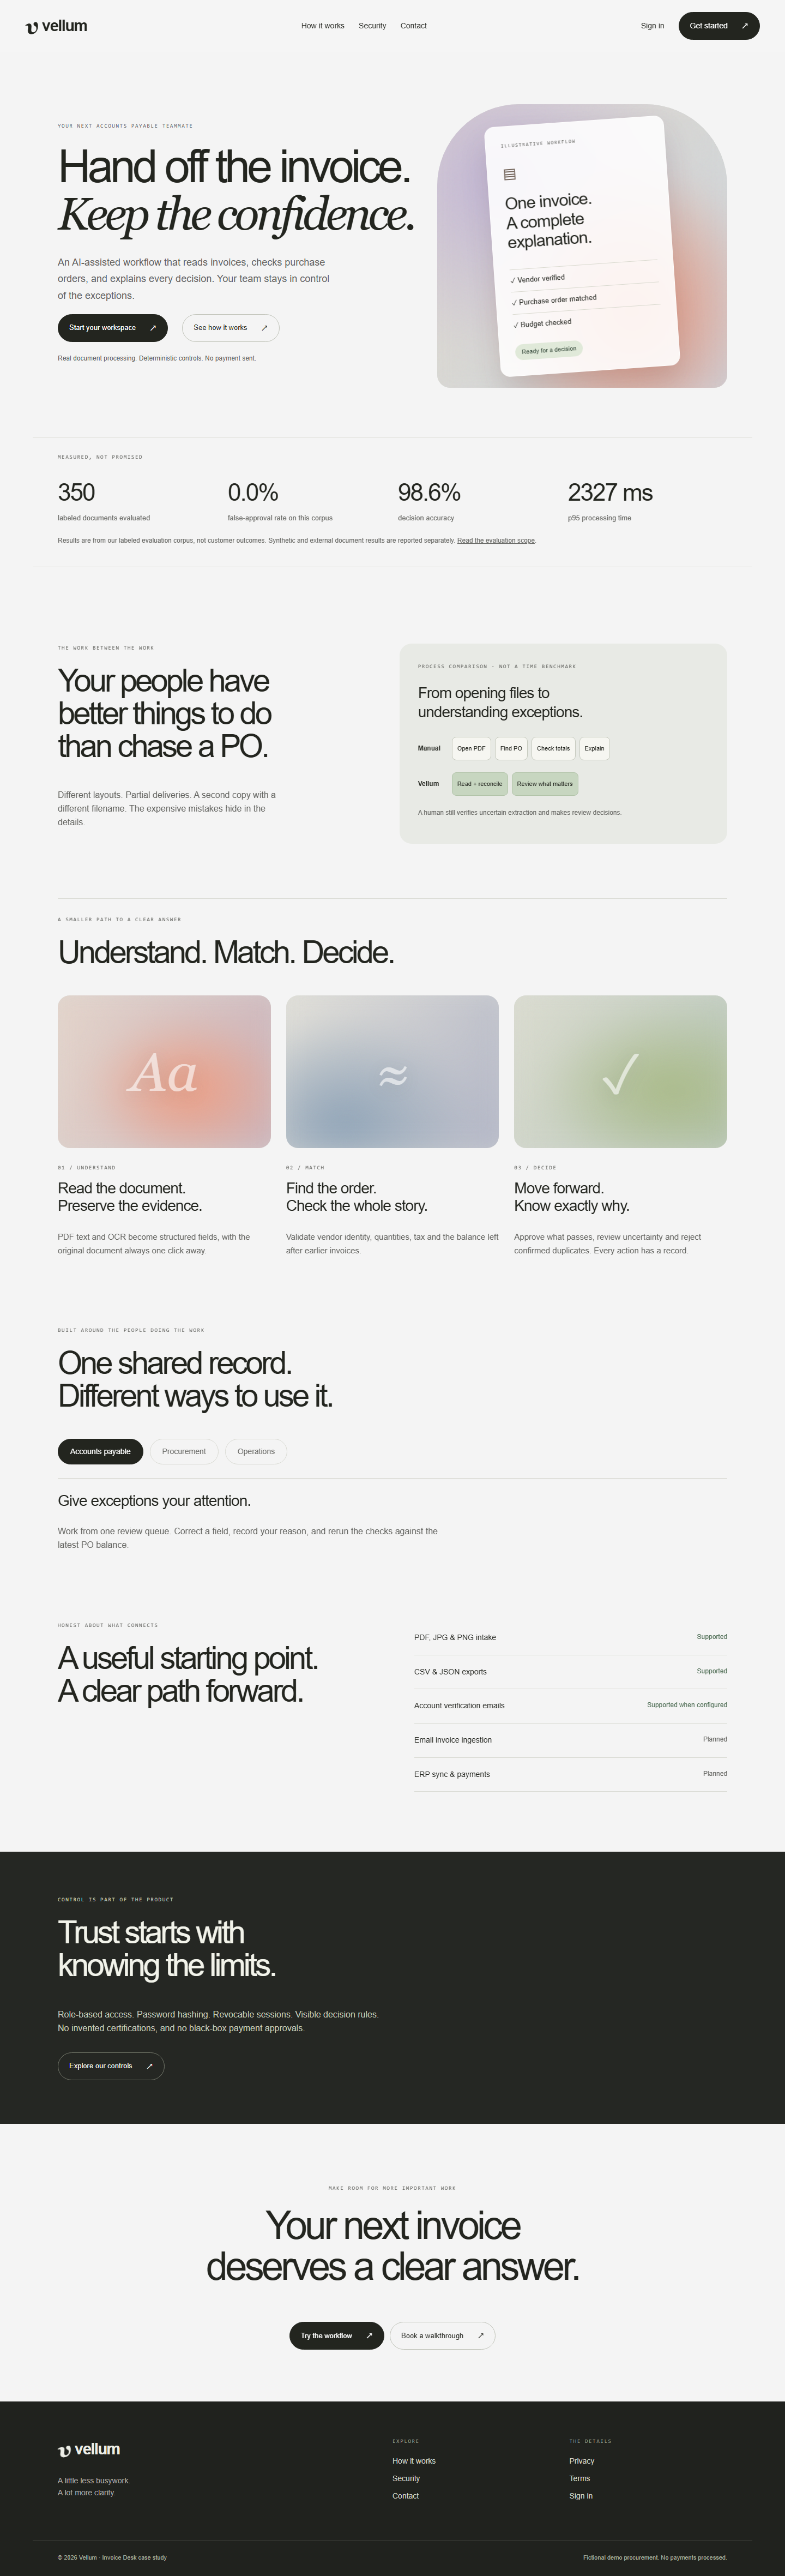 vellum
How it works Security Contact
Sign in
Get started ↗
YOUR NEXT ACCOUNTS PAYABLE TEAMMATE
Hand off the invoice.
Keep the confidence.
An AI-assisted workflow that reads invoices, checks purchase
orders, and explains every decision. Your team stays in control
of the exceptions.
Start your workspace ↗
See how it works ↗
Real document processing. Deterministic controls. No payment sent.
ILLUSTRATIVE WORKFLOW
One invoice.
A complete
explanation.
✓ Vendor verified
✓ Purchase order matched
✓ Budget checked
Ready for a decision
MEASURED, NOT PROMISED
350
labeled documents evaluated
0.0%
false-approval rate on this corpus
98.6%
decision accuracy
2327 ms
p95 processing time
Results are from our labeled evaluation corpus, not customer outcomes. Synthetic and external document results are reported separately. Read the evaluation scope.
THE WORK BETWEEN THE WORK
Your people have
better things to do
than chase a PO.
Different layouts. Partial deliveries. A second copy with a
different filename. The expensive mistakes hide in the
details.
PROCESS COMPARISON · NOT A TIME BENCHMARK
From opening files to
understanding exceptions.
Manual Open PDF Find PO Check totals Explain
Vellum Read + reconcile Review what matters
A human still verifies uncertain extraction and makes review decisions.
A SMALLER PATH TO A CLEAR ANSWER
Understand. Match. Decide.
Aa
≈
✓
01 / UNDERSTAND
Read the document.
Preserve the evidence.
PDF text and OCR become structured fields, with the
original document always one click away.
02 / MATCH
Find the order.
Check the whole story.
Validate vendor identity, quantities, tax and the balance left
after earlier invoices.
03 / DECIDE
Move forward.
Know exactly why.
Approve what passes, review uncertainty and reject
confirmed duplicates. Every action has a record.
BUILT AROUND THE PEOPLE DOING THE WORK
One shared record.
Different ways to use it.
Accounts payable Procurement Operations
Give exceptions your attention.
Work from one review queue. Correct a field, record your reason, and rerun the checks against the
latest PO balance.
HONEST ABOUT WHAT CONNECTS
A useful starting point.
A clear path forward.
PDF, JPG & PNG intake Supported
CSV & JSON exports Supported
Account verification emails Supported when configured
Email invoice ingestion Planned
ERP sync & payments Planned
CONTROL IS PART OF THE PRODUCT
Trust starts with
knowing the limits.
Role-based access. Password hashing. Revocable sessions. Visible decision rules.
No invented certifications, and no black-box payment approvals.
Explore our controls ↗
MAKE ROOM FOR MORE IMPORTANT WORK
Your next invoice
deserves a clear answer.
Try the workflow ↗
Book a walkthrough ↗
vellum
A little less busywork.
A lot more clarity.
EXPLORE
How it works
Security
Contact
THE DETAILS
Privacy
Terms
Sign in
© 2026 Vellum · Invoice Desk case study
Fictional demo procurement. No payments processed.